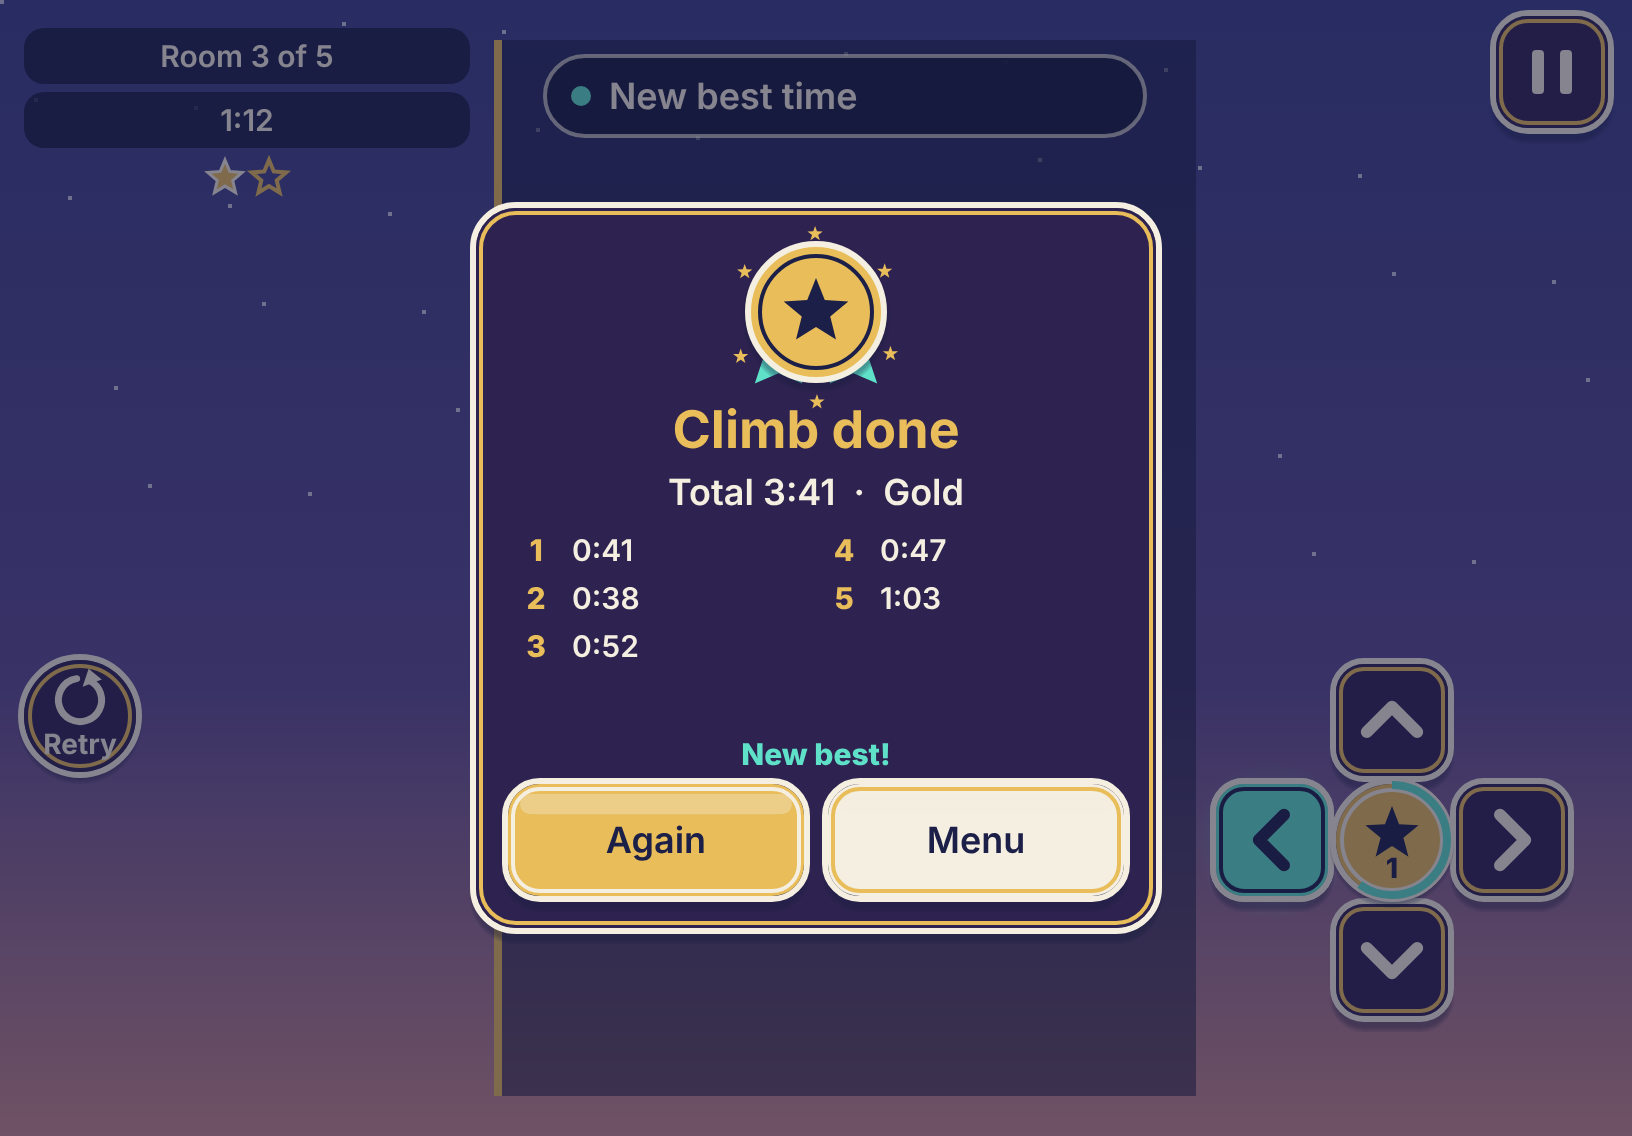 Room 3 of 5
1:12
New best time
Climb done
Total 3:41 · Gold
1 0:41
2 0:38
3 0:52
4 0:47
5 1:03
New best!
Again
Menu
Retry
1